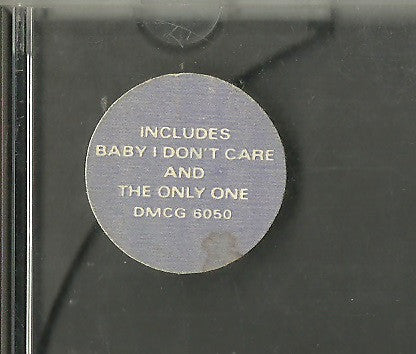 INCLUDES
BABY I DON'T CARE
AND
THE ONLY ONE
DMCG 6050